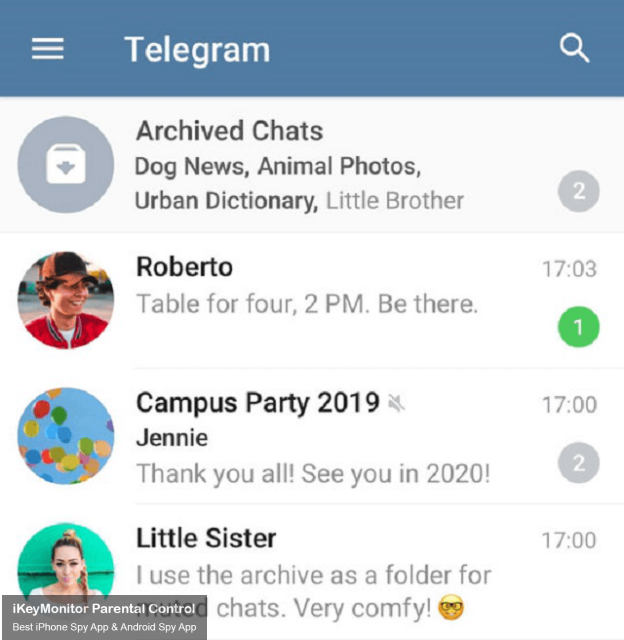 Telegram
Archived Chats
Dog News, Animal Photos,
Urban Dictionary, Little Brother
2
Roberto
17:03
Table for four, 2 PM. Be there.
1
Campus Party 2019
17:00
Jennie
Thank you all! See you in 2020!
2
Little Sister
17:00
I use the archive as a folder for
muted chats. Very comfy! 🤓
iKeyMonitor Parental Control
Best iPhone Spy App & Android Spy App